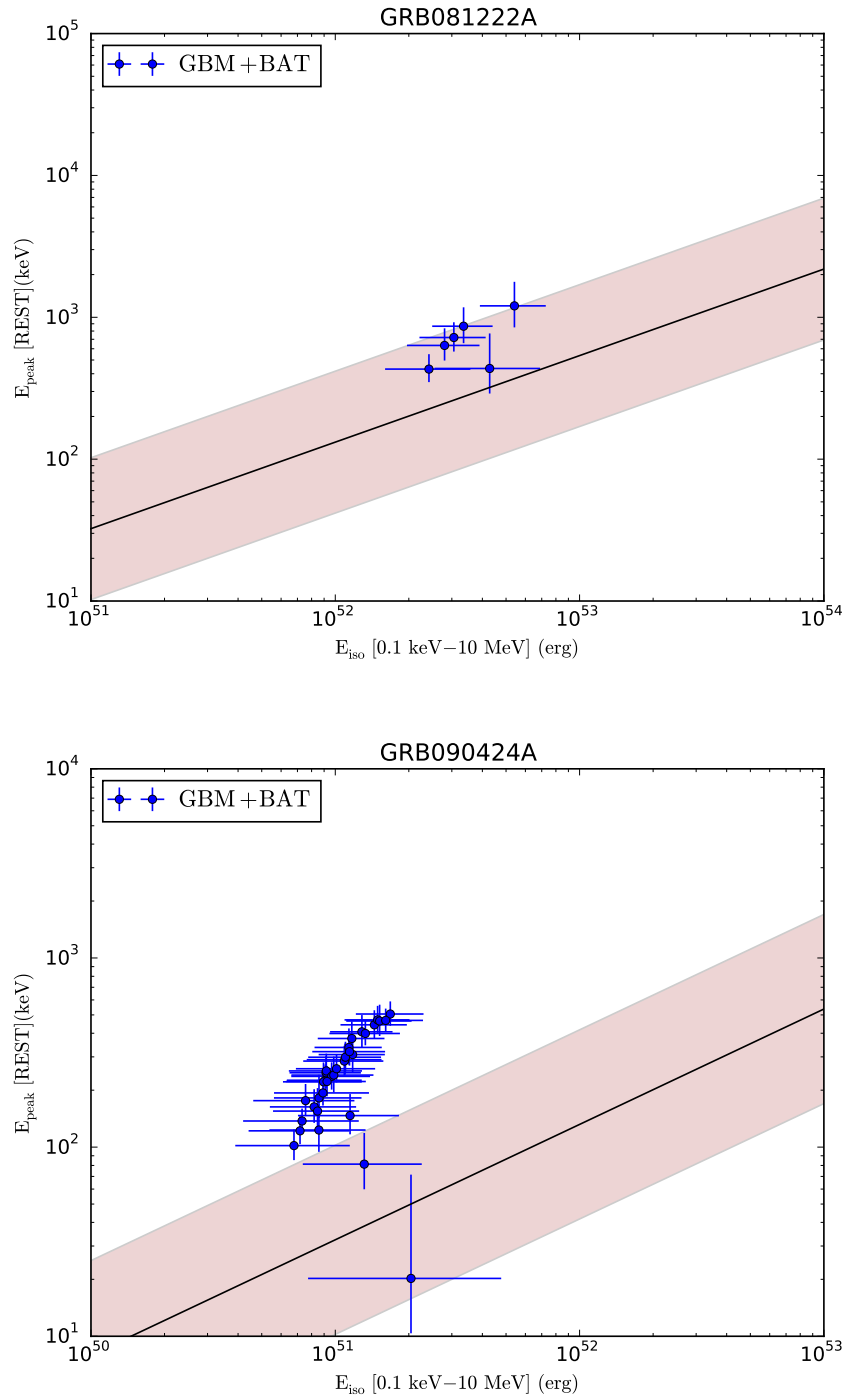 GRB081222A
10^5
GBM+BAT
10^4
E_peak [REST](keV)
10^3
10^2
10^1
10^51 10^52 10^53 10^54
E_iso [0.1 keV−10 MeV] (erg)
GRB090424A
10^4
GBM+BAT
10^3
E_peak [REST](keV)
10^2
10^1
10^50 10^51 10^52 10^53
E_iso [0.1 keV−10 MeV] (erg)